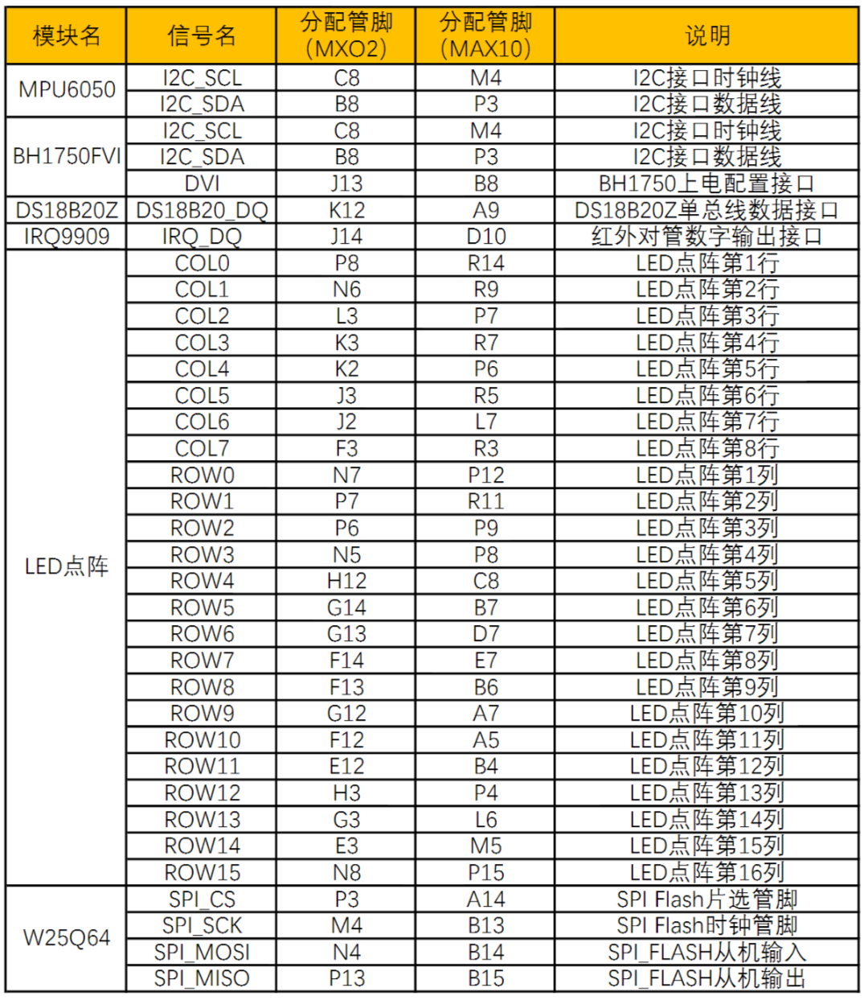 模块名 信号名 分配管脚（MXO2） 分配管脚（MAX10） 说明
MPU6050 I2C_SCL C8 M4 I2C接口时钟线
I2C_SDA B8 P3 I2C接口数据线
BH1750FVI I2C_SCL C8 M4 I2C接口时钟线
I2C_SDA B8 P3 I2C接口数据线
DVI J13 B8 BH1750上电配置接口
DS18B20Z DS18B20_DQ K12 A9 DS18B20Z单总线数据接口
IRQ9909 IRQ_DQ J14 D10 红外对管数字输出接口
LED点阵 COL0 P8 R14 LED点阵第1行
COL1 N6 R9 LED点阵第2行
COL2 L3 P7 LED点阵第3行
COL3 K3 R7 LED点阵第4行
COL4 K2 P6 LED点阵第5行
COL5 J3 R5 LED点阵第6行
COL6 J2 L7 LED点阵第7行
COL7 F3 R3 LED点阵第8行
ROW0 N7 P12 LED点阵第1列
ROW1 P7 R11 LED点阵第2列
ROW2 P6 P9 LED点阵第3列
ROW3 N5 P8 LED点阵第4列
ROW4 H12 C8 LED点阵第5列
ROW5 G14 B7 LED点阵第6列
ROW6 G13 D7 LED点阵第7列
ROW7 F14 E7 LED点阵第8列
ROW8 F13 B6 LED点阵第9列
ROW9 G12 A7 LED点阵第10列
ROW10 F12 A5 LED点阵第11列
ROW11 E12 B4 LED点阵第12列
ROW12 H3 P4 LED点阵第13列
ROW13 G3 L6 LED点阵第14列
ROW14 E3 M5 LED点阵第15列
ROW15 N8 P15 LED点阵第16列
W25Q64 SPI_CS P3 A14 SPI Flash片选管脚
SPI_SCK M4 B13 SPI Flash时钟管脚
SPI_MOSI N4 B14 SPI_FLASH从机输入
SPI_MISO P13 B15 SPI_FLASH从机输出